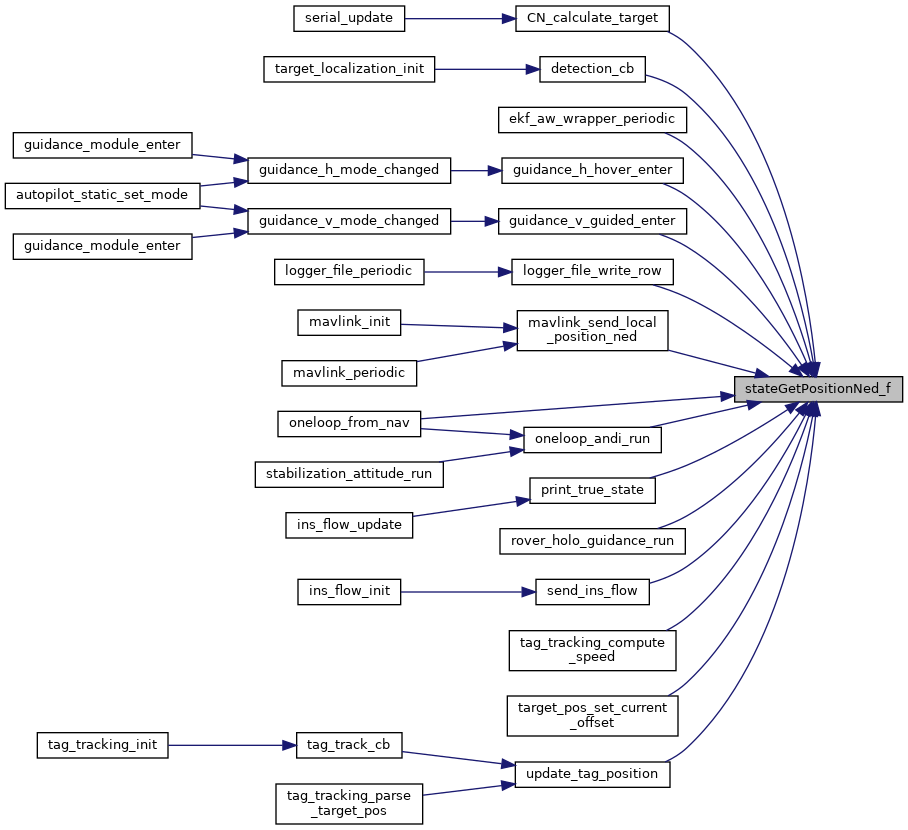 serial_update
CN_calculate_target
target_localization_init
detection_cb
ekf_aw_wrapper_periodic
guidance_module_enter
guidance_h_mode_changed
guidance_h_hover_enter
autopilot_static_set_mode
guidance_v_mode_changed
guidance_v_guided_enter
guidance_module_enter
logger_file_periodic
logger_file_write_row
mavlink_init
mavlink_send_local
_position_ned
mavlink_periodic
stateGetPositionNed_f
oneloop_from_nav
oneloop_andi_run
stabilization_attitude_run
print_true_state
ins_flow_update
rover_holo_guidance_run
ins_flow_init
send_ins_flow
tag_tracking_compute
_speed
target_pos_set_current
_offset
tag_tracking_init
tag_track_cb
update_tag_position
tag_tracking_parse
_target_pos